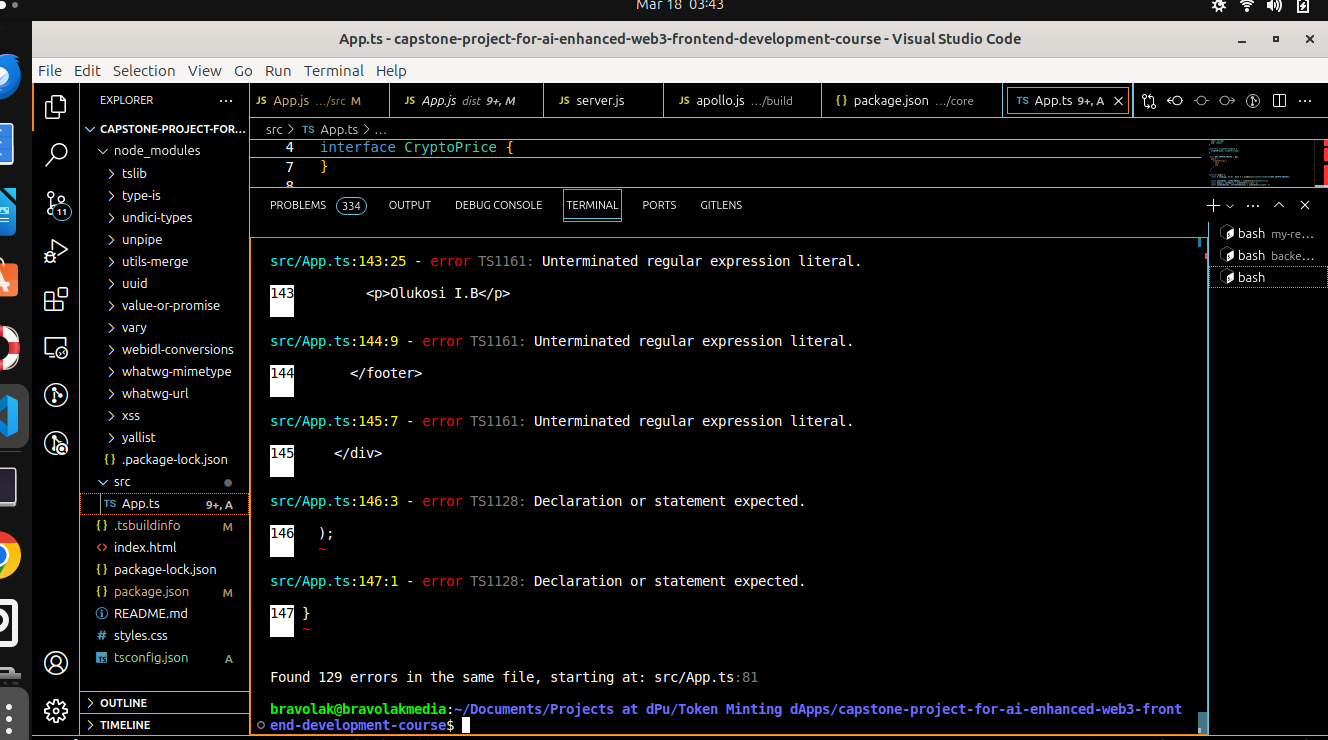 Mar 18 03:43
App.ts - capstone-project-for-ai-enhanced-web3-frontend-development-course - Visual Studio Code
File Edit Selection View Go Run Terminal Help
EXPLORER
JS App.js .../src M
JS App.js dist 9+, M
JS server.js
JS apollo.js .../build
{} package.json .../core
TS App.ts 9+, A
CAPSTONE-PROJECT-FOR...
node_modules
tslib
type-is
undici-types
unpipe
utils-merge
uuid
value-or-promise
vary
webidl-conversions
whatwg-mimetype
whatwg-url
xss
yallist
{} .package-lock.json
src
TS App.ts 9+, A
{} .tsbuildinfo M
<> index.html
{} package-lock.json
{} package.json M
README.md
# styles.css
TS tsconfig.json A
OUTLINE
TIMELINE
11
src > TS App.ts > ...
4 interface CryptoPrice {
7 }
8
PROBLEMS 334 OUTPUT DEBUG CONSOLE TERMINAL PORTS GITLENS
src/App.ts:143:25 - error TS1161: Unterminated regular expression literal.
143 <p>Olukosi I.B</p>
src/App.ts:144:9 - error TS1161: Unterminated regular expression literal.
144 </footer>
src/App.ts:145:7 - error TS1161: Unterminated regular expression literal.
145 </div>
src/App.ts:146:3 - error TS1128: Declaration or statement expected.
146 );
~
src/App.ts:147:1 - error TS1128: Declaration or statement expected.
147 }
~
Found 129 errors in the same file, starting at: src/App.ts:81
bravolak@bravolakmedia:~/Documents/Projects at dPu/Token Minting dApps/capstone-project-for-ai-enhanced-web3-front
end-development-course$
bash my-re...
bash backe...
bash